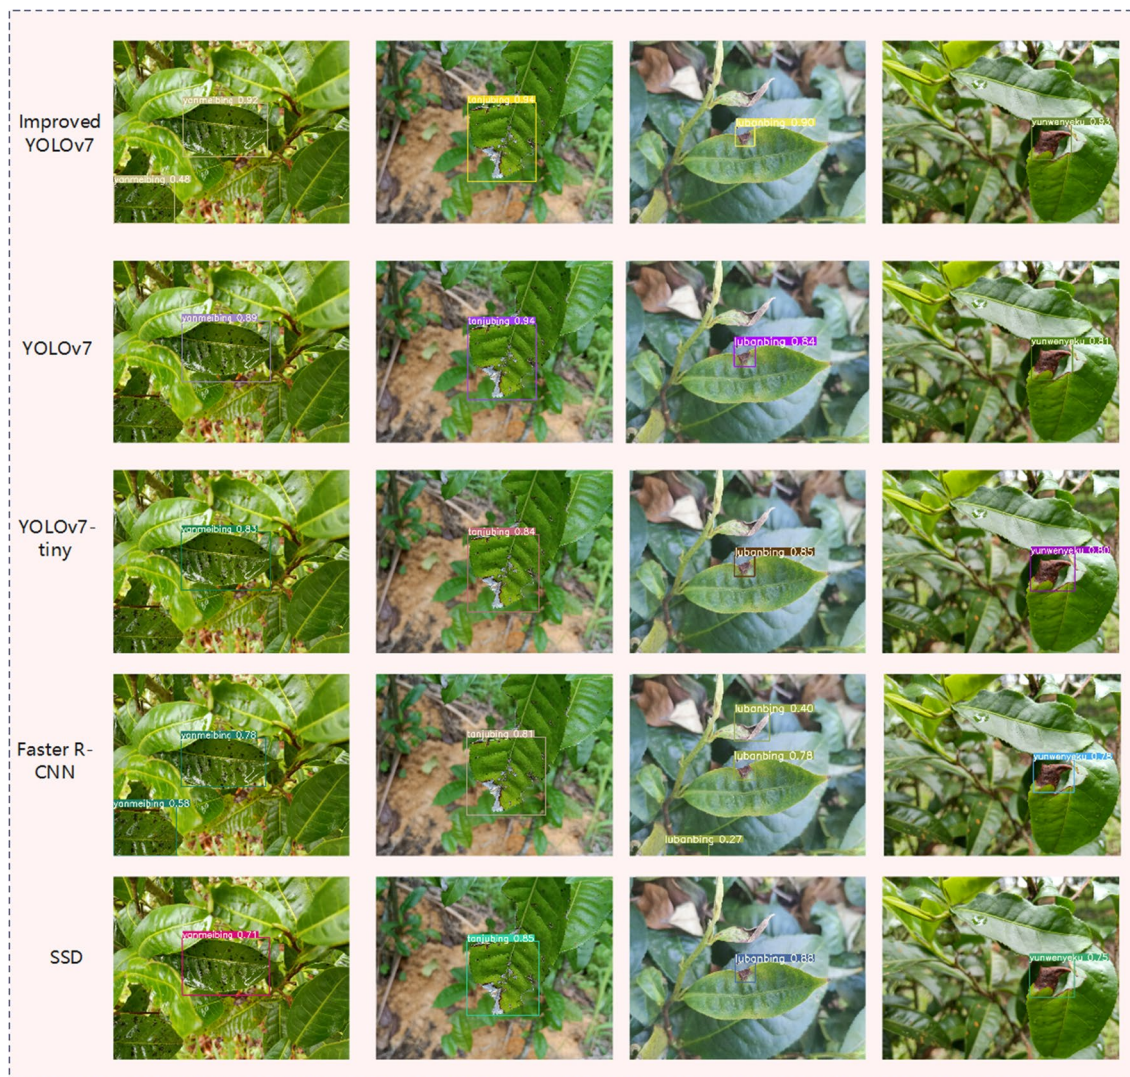 Improved
YOLOv7
yanmeibing 0.92
yanmeibing 0.48
tanjubing 0.94
lubanbing 0.90
yunwenyeku 0.93
YOLOv7
yanmeibing 0.89
tanjubing 0.94
lubanbing 0.84
yunwenyeku 0.81
YOLOv7-
tiny
yanmeibing 0.83
tanjubing 0.84
lubanbing 0.85
yunwenyeku 0.80
Faster R-
CNN
yanmeibing 0.78
yanmeibing 0.58
tanjubing 0.81
lubanbing 0.40
lubanbing 0.78
lubanbing 0.27
yunwenyeku
SSD
yanmeibing 0.71
tanjubing 0.85
lubanbing 0.88
yunwenyeku 0.75